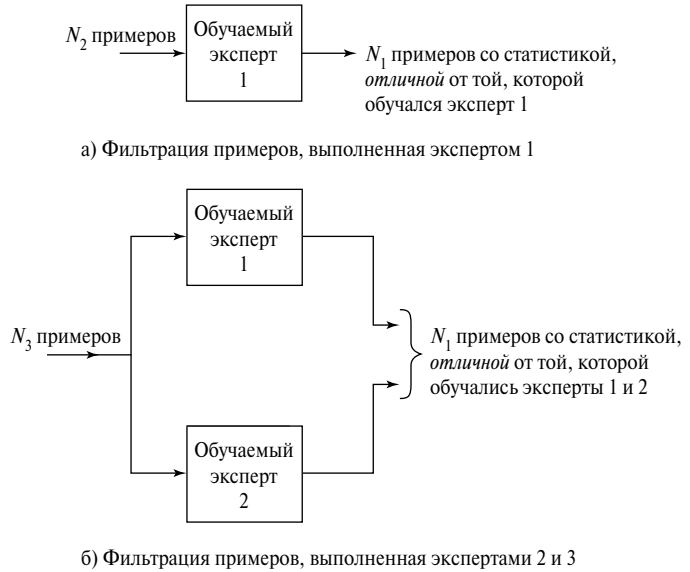 N₂ примеров
Обучаемый
эксперт
1
N₁ примеров со статистикой,
отличной от той, которой
обучался эксперт 1
а) Фильтрация примеров, выполненная экспертом 1
Обучаемый
эксперт
1
N₃ примеров
N₁ примеров со статистикой,
отличной от той, которой
обучались эксперты 1 и 2
Обучаемый
эксперт
2
б) Фильтрация примеров, выполненная экспертами 2 и 3